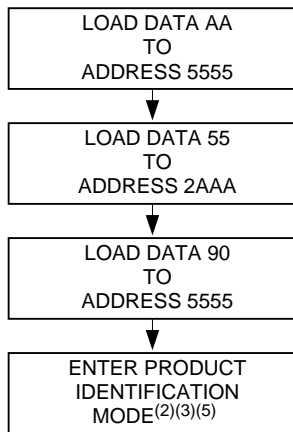 LOAD DATA AA
TO
ADDRESS 5555
LOAD DATA 55
TO
ADDRESS 2AAA
LOAD DATA 90
TO
ADDRESS 5555
ENTER PRODUCT
IDENTIFICATION
MODE(2)(3)(5)